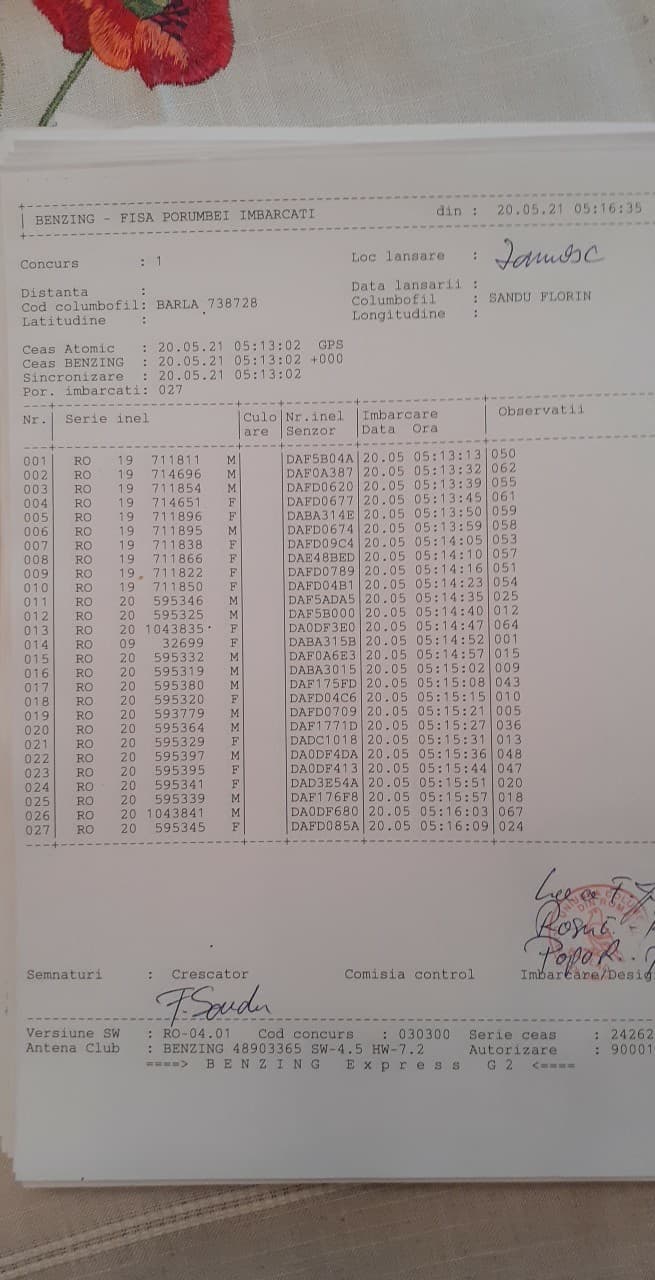 BENZING - FISA PORUMBEI IMBARCATI din : 20.05.21 05:16:35
Concurs : 1 Loc lansare :
Distanta : Data lansarii :
Cod columbofil: BARLA 738728 Columbofil : SANDU FLORIN
Latitudine : Longitudine :
Ceas Atomic : 20.05.21 05:13:02 GPS
Ceas BENZING : 20.05.21 05:13:02 +000
Sincronizare : 20.05.21 05:13:02
Por. imbarcati: 027
Nr. Serie inel Culo Nr.inel Imbarcare Observatii
are Senzor Data Ora
001 RO 19 711811 M DAF5B04A 20.05 05:13:13 050
002 RO 19 714696 M DAF0A387 20.05 05:13:32 062
003 RO 19 711854 M DAFD0620 20.05 05:13:39 055
004 RO 19 714651 F DAFD0677 20.05 05:13:45 061
005 RO 19 711896 F DABA314E 20.05 05:13:50 059
006 RO 19 711895 M DAFD0674 20.05 05:13:59 058
007 RO 19 711838 F DAFD09C4 20.05 05:14:05 053
008 RO 19 711866 F DAE48BED 20.05 05:14:10 057
009 RO 19 711822 F DAFD0789 20.05 05:14:16 051
010 RO 19 711850 F DAFD04B1 20.05 05:14:23 054
011 RO 20 595346 M DAF5ADA5 20.05 05:14:35 025
012 RO 20 595325 M DAF5B000 20.05 05:14:40 012
013 RO 20 1043835 F DA0DF3E0 20.05 05:14:47 064
014 RO 09 32699 F DABA315B 20.05 05:14:52 001
015 RO 20 595332 M DAF0A6E3 20.05 05:14:57 015
016 RO 20 595319 M DABA3015 20.05 05:15:02 009
017 RO 20 595380 M DAF175FD 20.05 05:15:08 043
018 RO 20 595320 F DAFD04C6 20.05 05:15:15 010
019 RO 20 593779 M DAFD0709 20.05 05:15:21 005
020 RO 20 595364 M DAF1771D 20.05 05:15:27 036
021 RO 20 595329 F DADC1018 20.05 05:15:31 013
022 RO 20 595397 M DA0DF4DA 20.05 05:15:36 048
023 RO 20 595395 F DA0DF413 20.05 05:15:44 047
024 RO 20 595341 F DAD3E54A 20.05 05:15:51 020
025 RO 20 595339 M DAF176F8 20.05 05:15:57 018
026 RO 20 1043841 M DA0DF680 20.05 05:16:03 067
027 RO 20 595345 F DAFD085A 20.05 05:16:09 024
DIN ROMÂNIA
Semnaturi : Crescator Comisia control Imbarcare/Desig
F. Sandu
Versiune SW : RO-04.01 Cod concurs : 030300 Serie ceas : 24262
Antena Club : BENZING 48903365 SW-4.5 HW-7.2 Autorizare : 90001
====> B E N Z I N G E x p r e s s G 2 <====